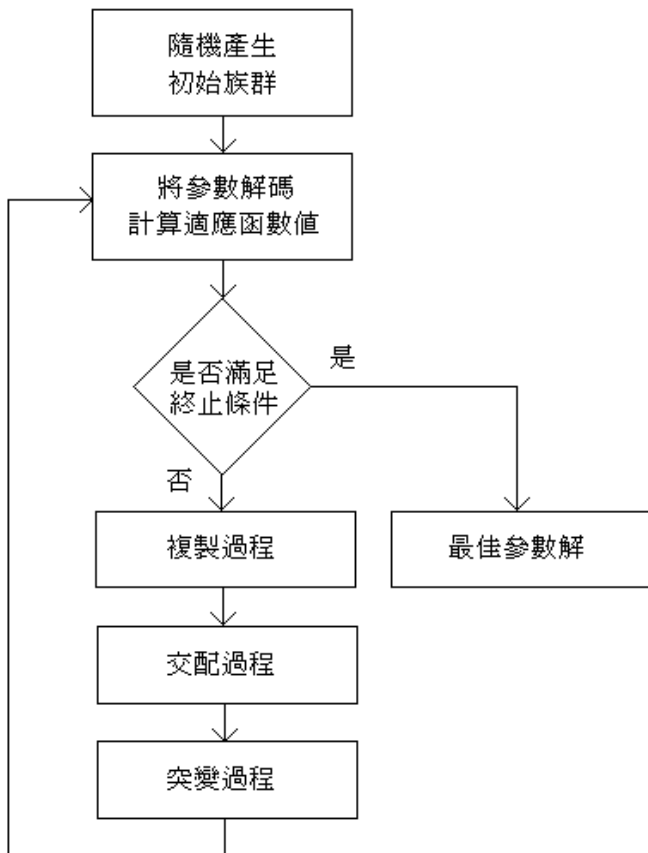 隨機產生
初始族群
將參數解碼
計算適應函數值
是否滿足
終止條件
是
否
複製過程
最佳參數解
交配過程
突變過程